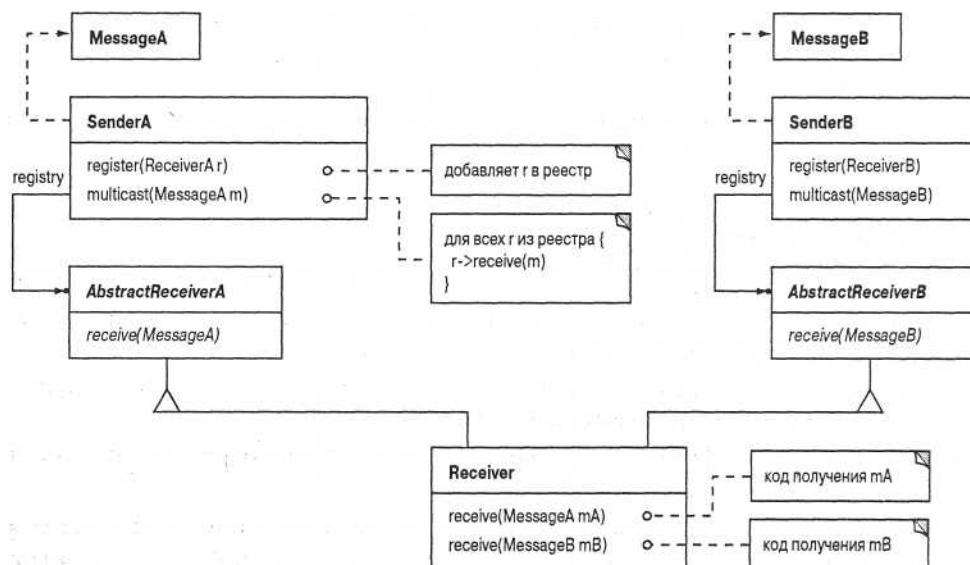 MessageA
MessageB
SenderA
register(ReceiverA r)
multicast(MessageA m)
добавляет r в реестр
для всех r из реестра {
r->receive(m)
}
SenderB
register(ReceiverB)
multicast(MessageB)
registry
registry
AbstractReceiverA
receive(MessageA)
AbstractReceiverB
receive(MessageB)
Receiver
receive(MessageA mA)
receive(MessageB mB)
код получения mA
код получения mB